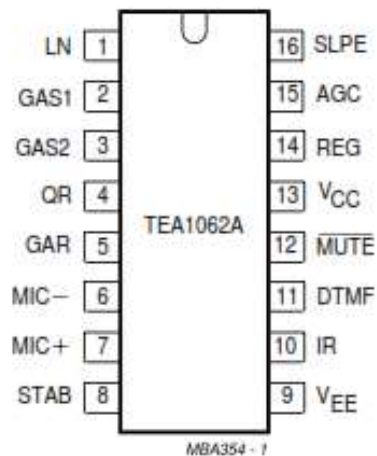 LN 1 16 SLPE
GAS1 2 15 AGC
GAS2 3 14 REG
QR 4 13 VCC
TEA1062A
GAR 5 12 MUTE
MIC− 6 11 DTMF
MIC+ 7 10 IR
STAB 8 9 VEE
MBA354 - 1